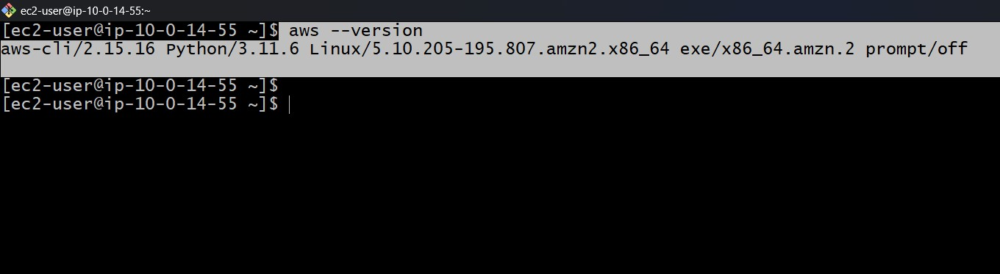 ec2-user@ip-10-0-14-55:~
[ec2-user@ip-10-0-14-55 ~]$ aws --version
aws-cli/2.15.16 Python/3.11.6 Linux/5.10.205-195.807.amzn2.x86_64 exe/x86_64.amzn.2 prompt/off
[ec2-user@ip-10-0-14-55 ~]$
[ec2-user@ip-10-0-14-55 ~]$